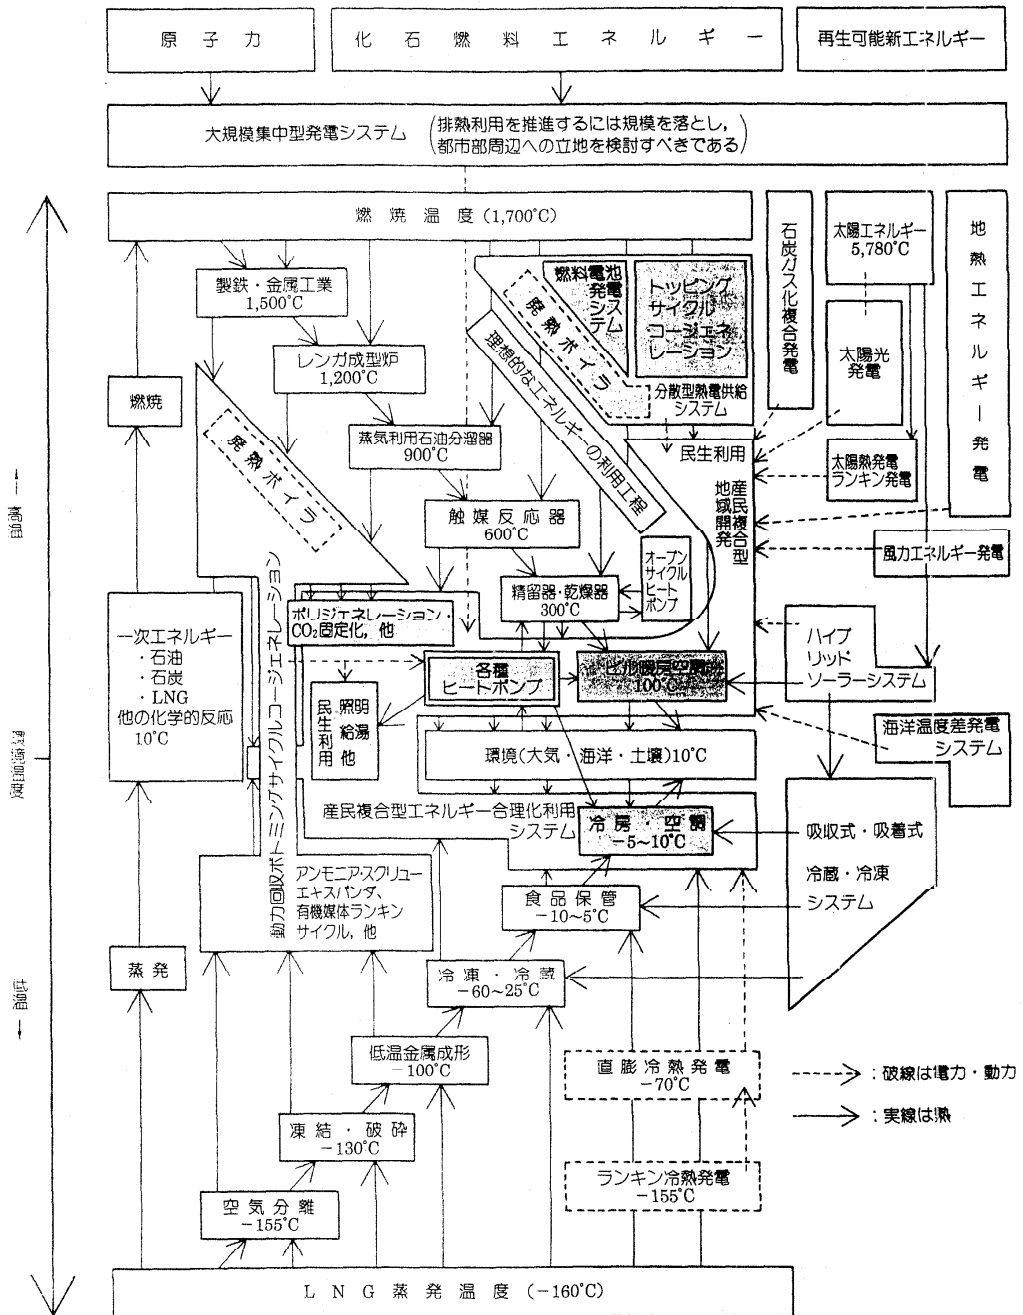 原子力
化石燃料エネルギー
再生可能新エネルギー
大規模集中型発電システム
(排熱利用を推進するには規模を落とし,
都市部周辺への立地を検討すべきである)
燃焼温度(1,700℃)
製鉄・金属工業
1,500℃
レンガ成型炉
1,200℃
蒸気利用石油分溜器
900℃
触媒反応器
600℃
精留器・乾燥器
300℃
オープン
サイクル
ヒート
ポンプ
燃料電池
発電
システム
トッピング
サイクル
コージェネ
レーション
廃熱ボイラ
分散型熱電供給
システム
理想的なエネルギーの利用工程
民生利用
産民複合型
地域開発
石炭ガス化複合発電
太陽エネルギー
5,780℃
太陽光
発電
太陽熱発電
ランキン発電
地熱エネルギー発電
風力エネルギー発電
ハイブ
リッド
ソーラーシステム
海洋温度差発電
システム
燃焼
廃熱ボイラ
高温
環境温度
低温
一次エネルギー
・石油
・石炭
・LNG
他の化学的反応
10℃
動力回収ボトミングサイクルコージェネレーション
ポリジェネレーション・
CO₂固定化, 他
民生利用
照明
給湯
他
各種
ヒートポンプ
ビル暖房空調熱
100℃
環境(大気・海洋・土壌)10℃
産民複合型エネルギー合理化利用
システム
冷房・空調
−5~10℃
吸収式・吸着式
冷蔵・冷凍
システム
アンモニア・スクリュー
エキスパンダ、
有機媒体ランキン
サイクル, 他
食品保管
−10~5℃
蒸発
冷凍・冷蔵
−60~25℃
低温金属成形
−100℃
直膨冷熱発電
−70℃
凍結・破砕
−130℃
ランキン冷熱発電
−155℃
空気分離
−155℃
:破線は電力・動力
:実線は熱
LNG蒸発温度(−160℃)